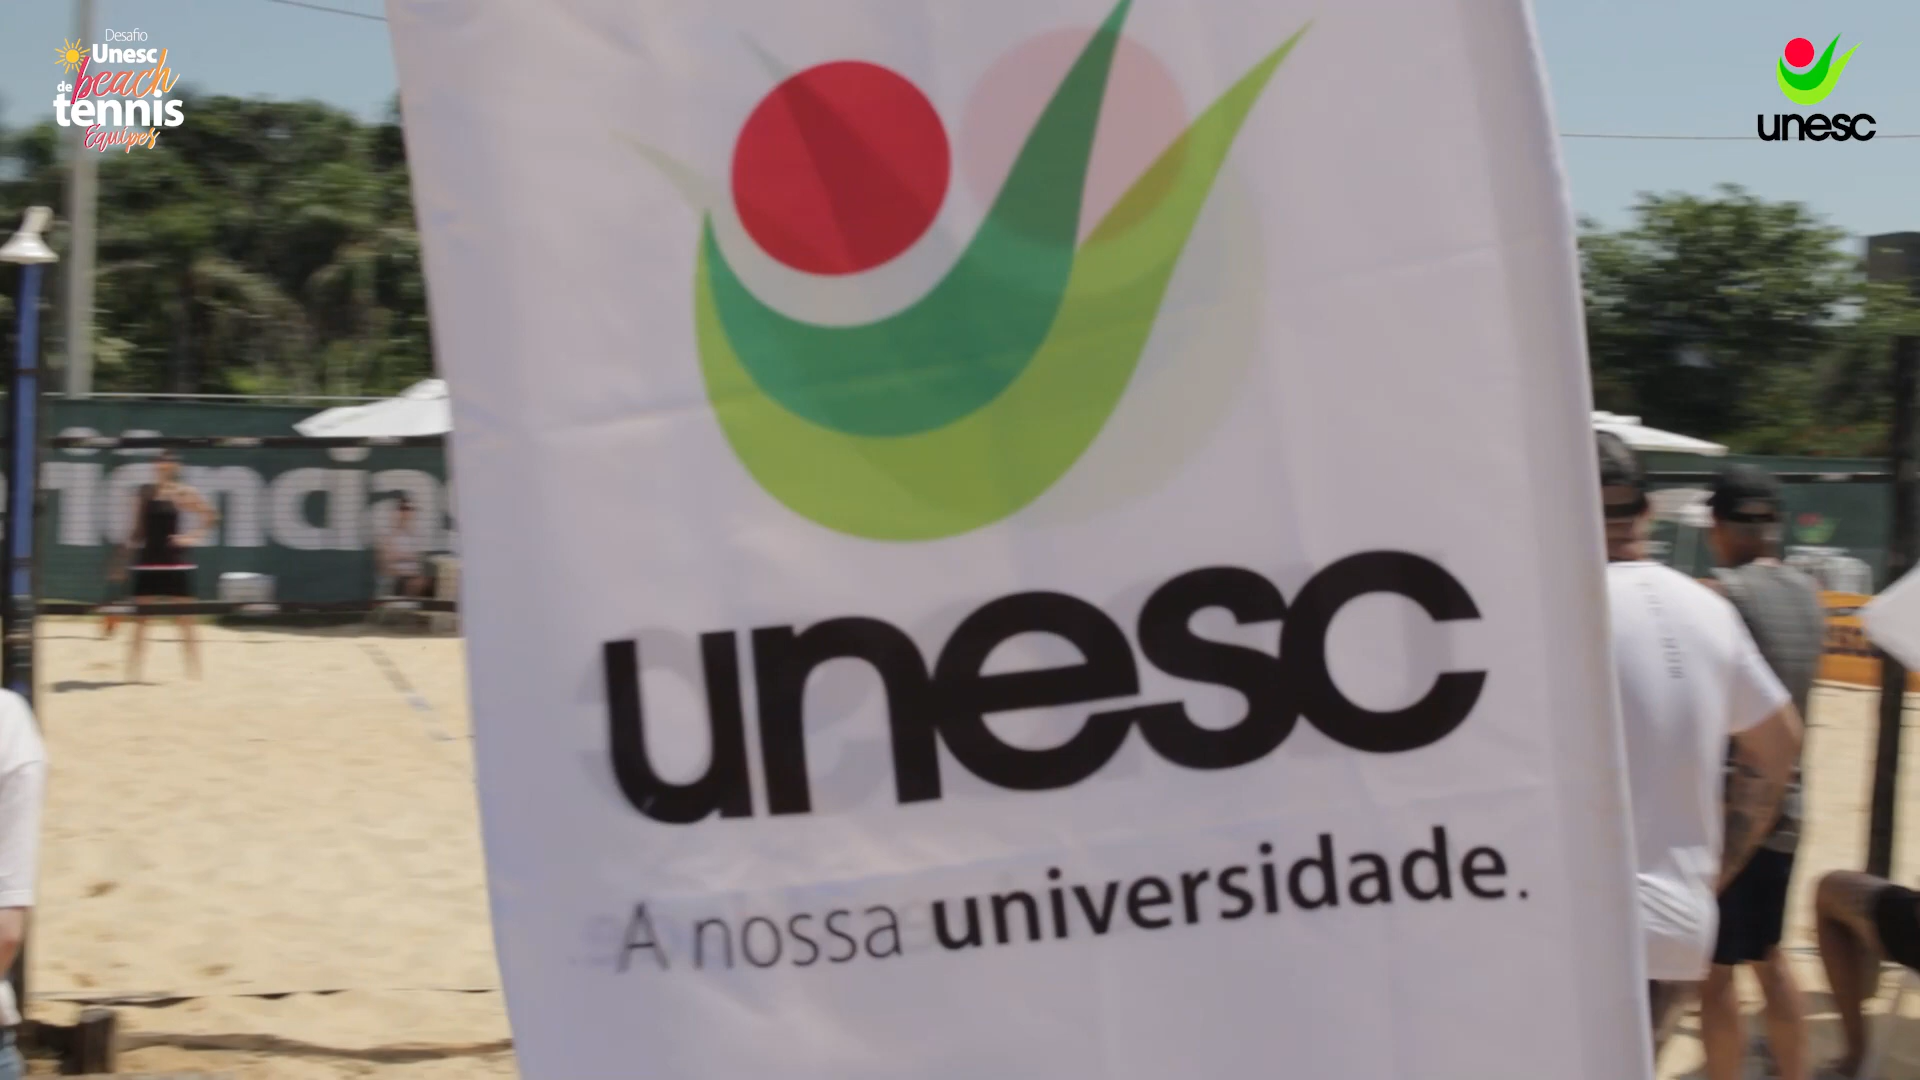 Desafio
Unesc
de beach
tennis
Equipes
unesc
unesc
A nossa universidade.